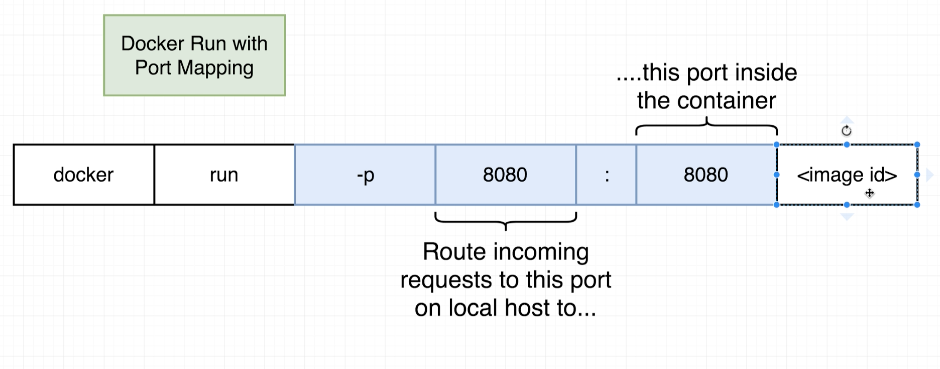 Docker Run with
Port Mapping
....this port inside
the container
docker run -p 8080 : 8080 <image id>
Route incoming
requests to this port
on local host to...